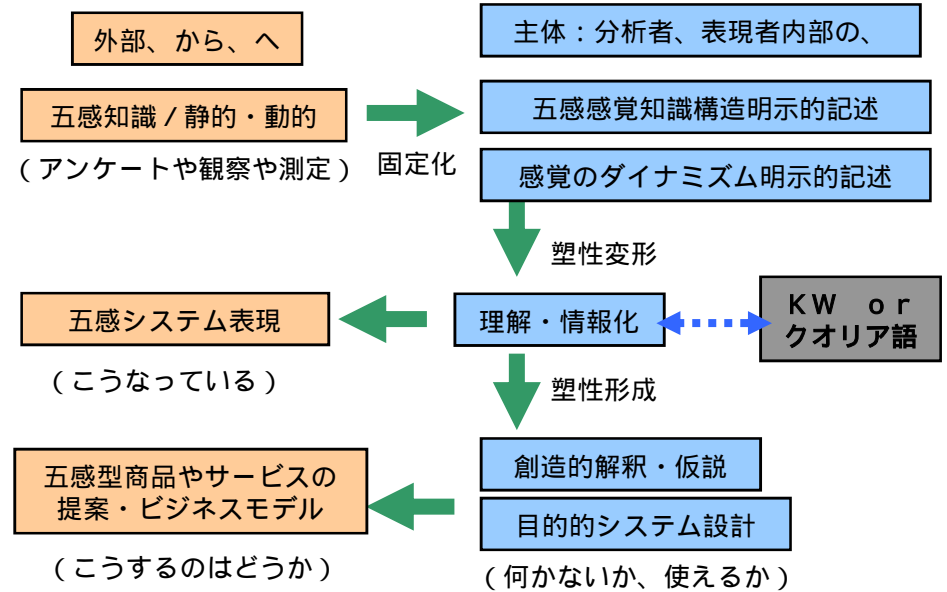 外部、から、へ
主体：分析者、表現者内部の、
五感知識／静的・動的
五感感覚知識構造明示的記述
（アンケートや観察や測定）
固定化
感覚のダイナミズム明示的記述
塑性変形
五感システム表現
理解・情報化
ＫＷ　ｏｒ
クオリア語
（こうなっている）
塑性形成
五感型商品やサービスの
提案・ビジネスモデル
創造的解釈・仮説
目的的システム設計
（こうするのはどうか）
（何かないか、使えるか）